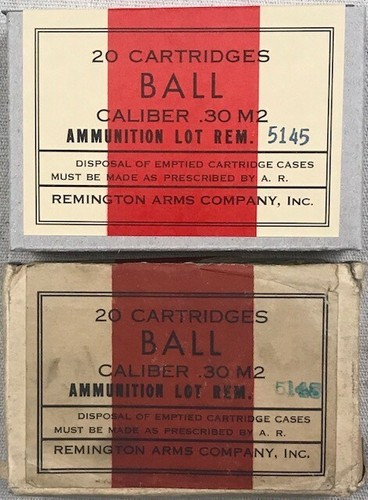 20 CARTRIDGES
BALL
CALIBER .30 M2
AMMUNITION LOT REM. 5145
DISPOSAL OF EMPTIED CARTRIDGE CASES
MUST BE MADE AS PRESCRIBED BY A. R.
REMINGTON ARMS COMPANY, INC.
20 CARTRIDGES
BALL
CALIBER .30 M2
AMMUNITION LOT REM.
DISPOSAL OF EMPTIED CARTRIDGE CASES
MUST BE MADE AS PRESCRIBED BY A. R.
REMINGTON ARMS COMPANY, INC.